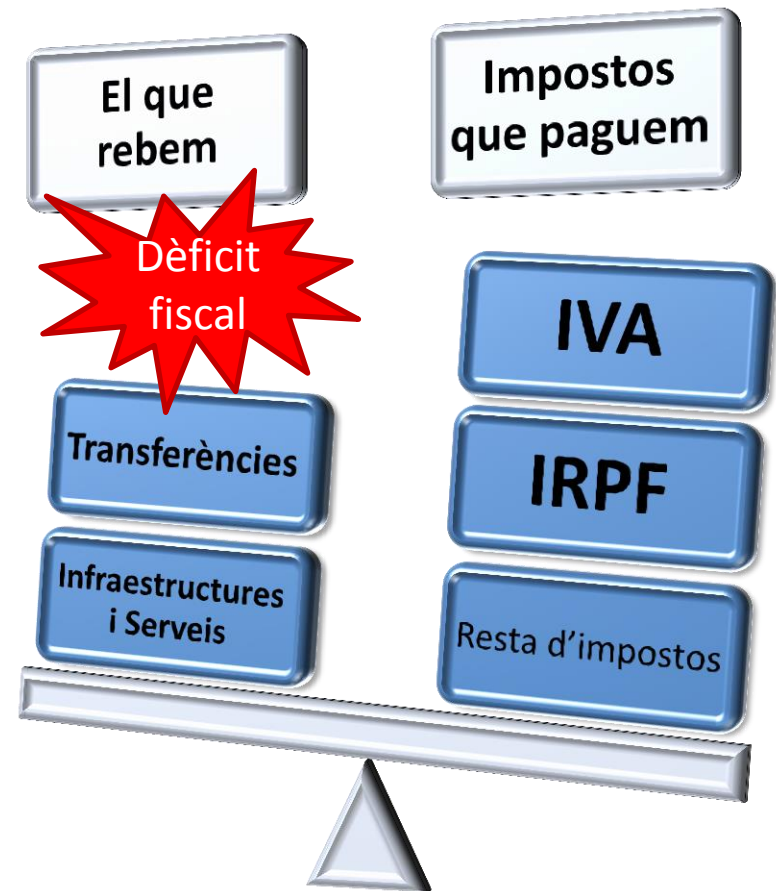 El que
rebem
Impostos
que paguem
Dèficit
fiscal
Transferències
Infraestructures
i Serveis
IVA
IRPF
Resta d’impostos